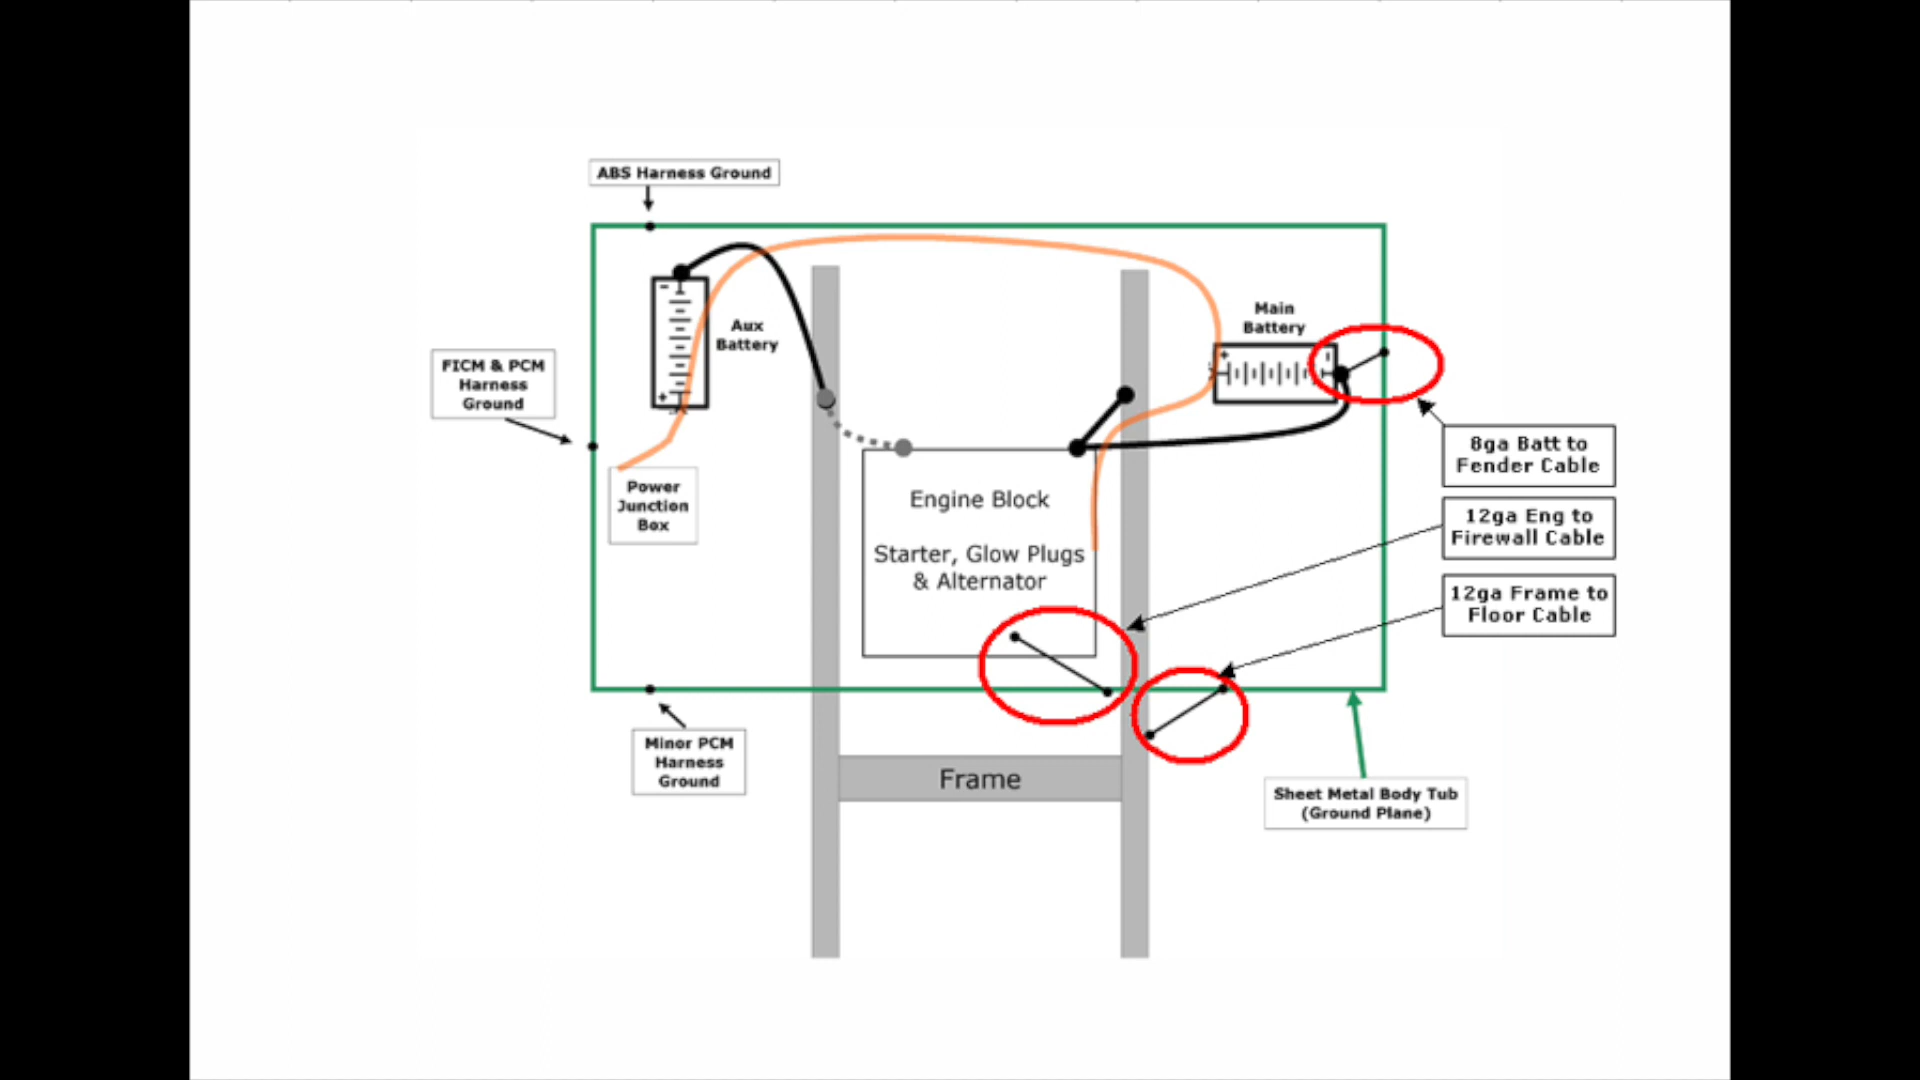 ABS Harness Ground
Main
Battery
Aux
Battery
FICM & PCM
Harness
Ground
8ga Batt to
Fender Cable
Power
Junction
Box
Engine Block
Starter, Glow Plugs
& Alternator
12ga Eng to
Firewall Cable
12ga Frame to
Floor Cable
Minor PCM
Harness
Ground
Frame
Sheet Metal Body Tub
(Ground Plane)